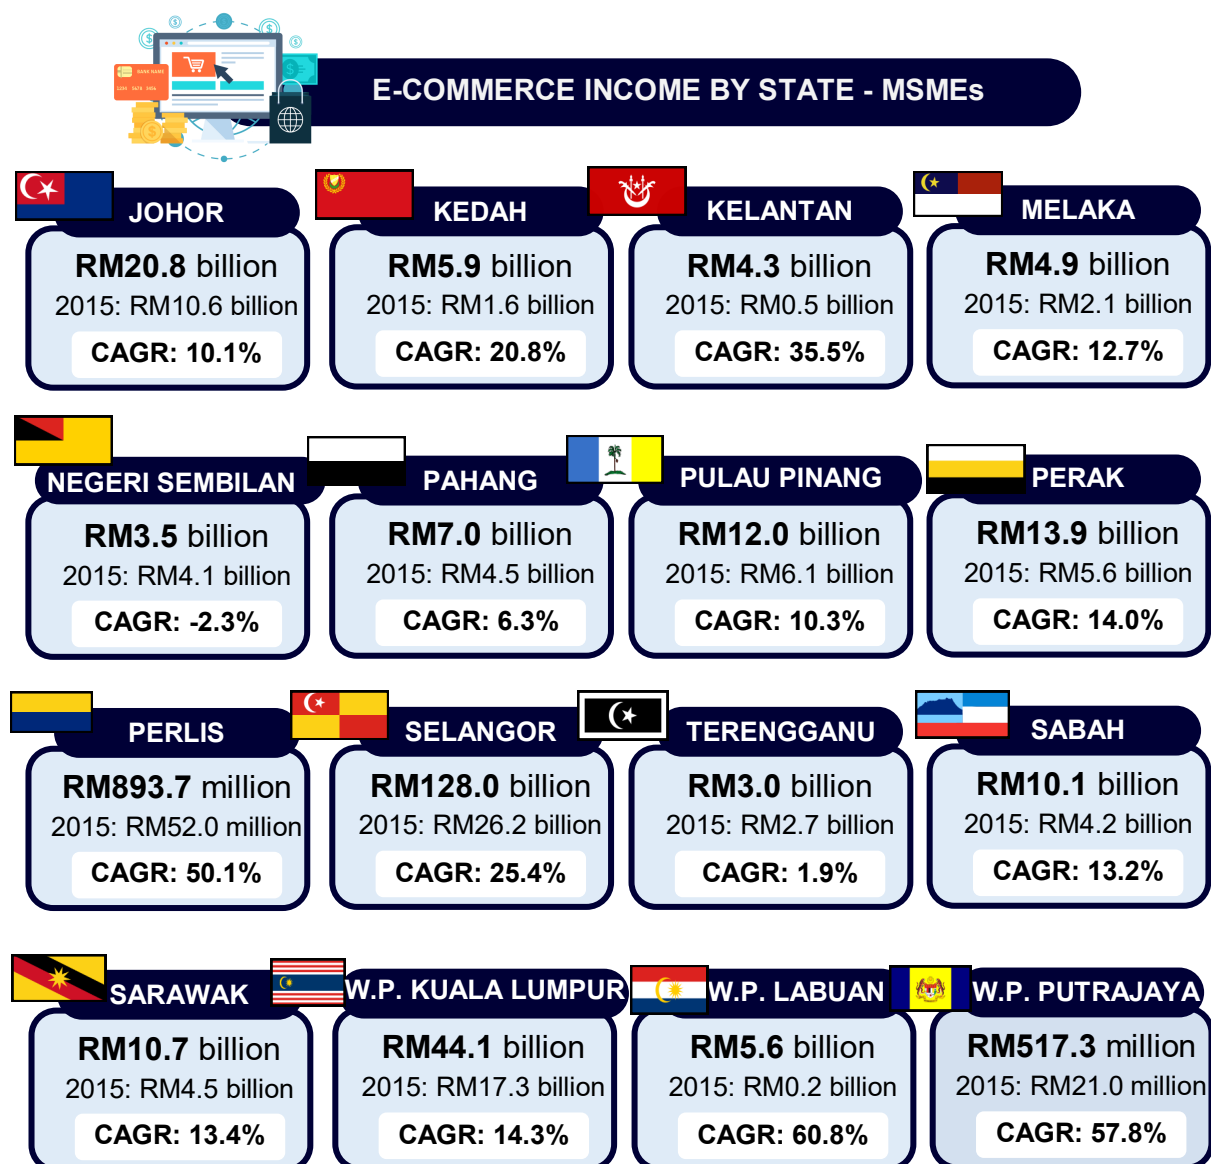 E-COMMERCE INCOME BY STATE - MSMEs
BANK NAME
1234 5678 3456
JOHOR
RM20.8 billion
2015: RM10.6 billion
CAGR: 10.1%
KEDAH
RM5.9 billion
2015: RM1.6 billion
CAGR: 20.8%
KELANTAN
RM4.3 billion
2015: RM0.5 billion
CAGR: 35.5%
MELAKA
RM4.9 billion
2015: RM2.1 billion
CAGR: 12.7%
NEGERI SEMBILAN
RM3.5 billion
2015: RM4.1 billion
CAGR: -2.3%
PAHANG
RM7.0 billion
2015: RM4.5 billion
CAGR: 6.3%
PULAU PINANG
RM12.0 billion
2015: RM6.1 billion
CAGR: 10.3%
PERAK
RM13.9 billion
2015: RM5.6 billion
CAGR: 14.0%
PERLIS
RM893.7 million
2015: RM52.0 million
CAGR: 50.1%
SELANGOR
RM128.0 billion
2015: RM26.2 billion
CAGR: 25.4%
TERENGGANU
RM3.0 billion
2015: RM2.7 billion
CAGR: 1.9%
SABAH
RM10.1 billion
2015: RM4.2 billion
CAGR: 13.2%
SARAWAK
RM10.7 billion
2015: RM4.5 billion
CAGR: 13.4%
W.P. KUALA LUMPUR
RM44.1 billion
2015: RM17.3 billion
CAGR: 14.3%
W.P. LABUAN
RM5.6 billion
2015: RM0.2 billion
CAGR: 60.8%
W.P. PUTRAJAYA
RM517.3 million
2015: RM21.0 million
CAGR: 57.8%